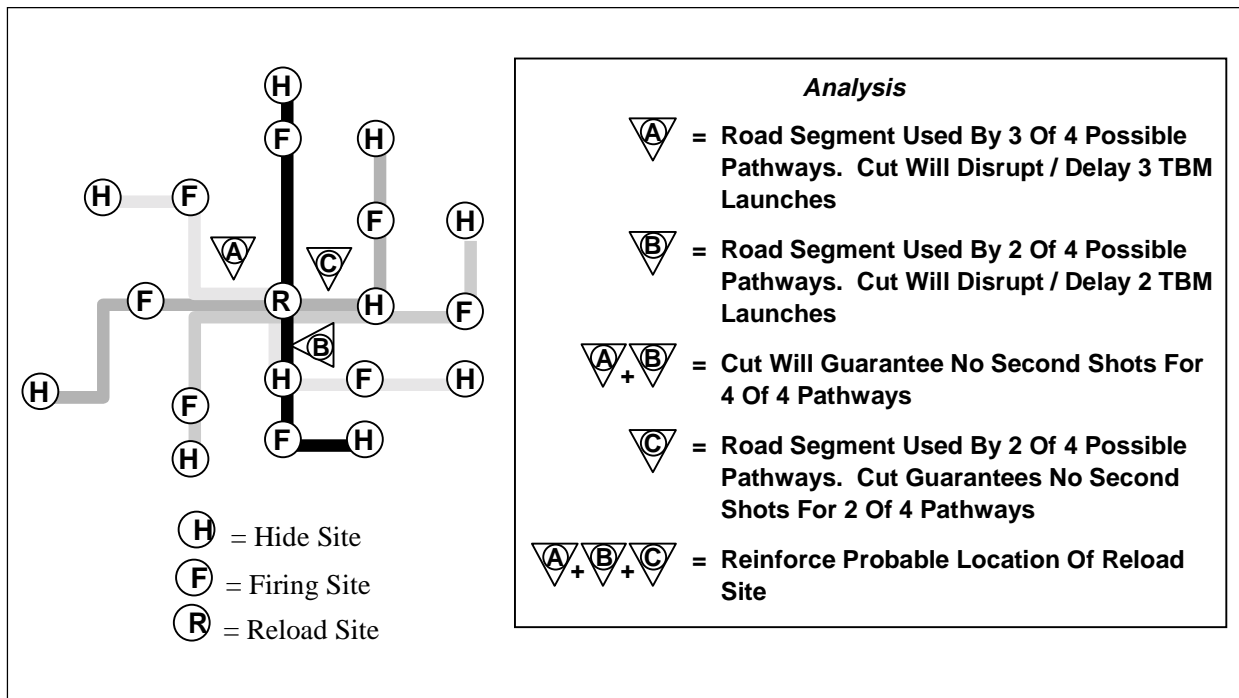 H
F
H
H
F
F
H
A
C
F
R
H
F
B
H
H
F
H
F
H
F
H
H
H = Hide Site
F = Firing Site
R = Reload Site
Analysis
A = Road Segment Used By 3 Of 4 Possible
Pathways. Cut Will Disrupt / Delay 3 TBM
Launches
B = Road Segment Used By 2 Of 4 Possible
Pathways. Cut Will Disrupt / Delay 2 TBM
Launches
A + B = Cut Will Guarantee No Second Shots For
4 Of 4 Pathways
C = Road Segment Used By 2 Of 4 Possible
Pathways. Cut Guarantees No Second
Shots For 2 Of 4 Pathways
A + B + C = Reinforce Probable Location Of Reload
Site